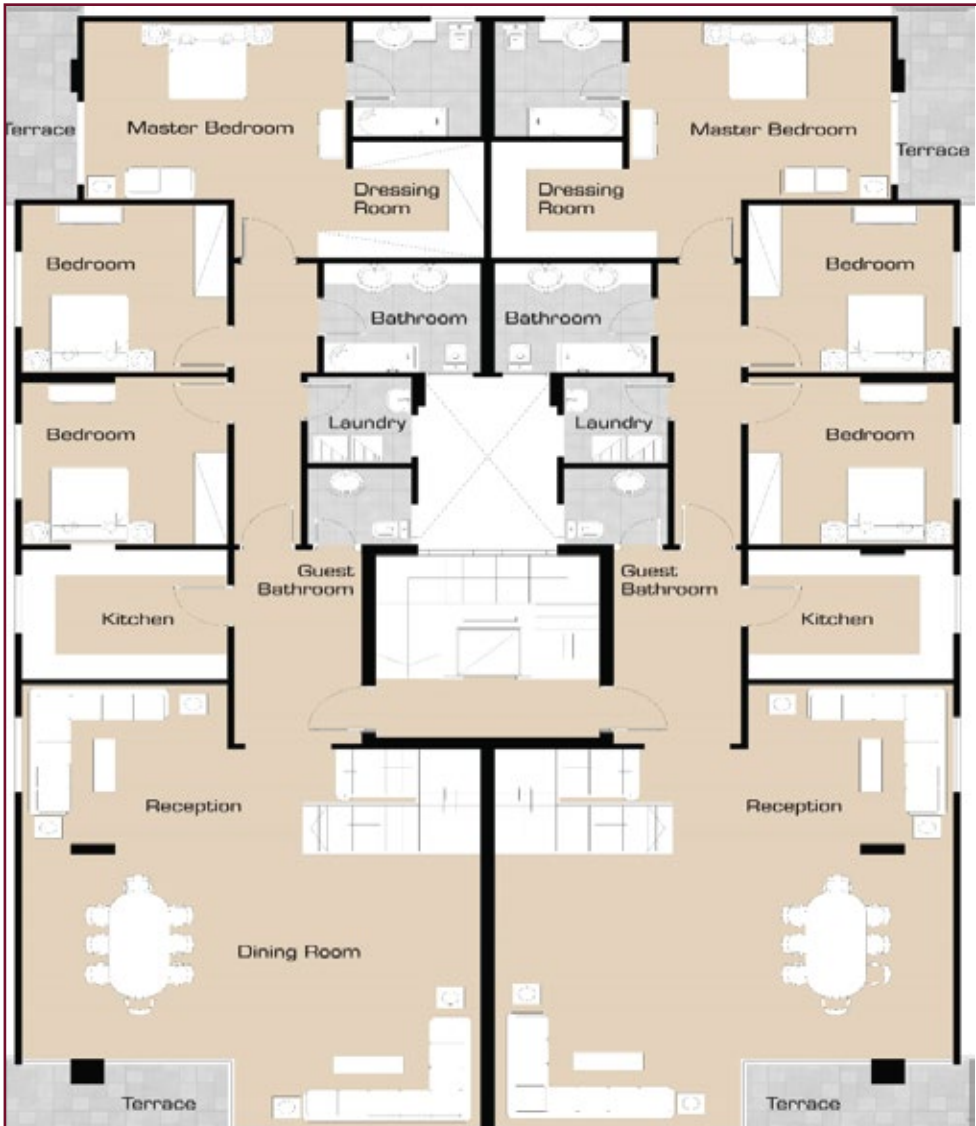 Master Bedroom
Master Bedroom
Terrace
Terrace
Dressing
Room
Dressing
Room
Bedroom
Bedroom
Bathroom
Bathroom
Laundry
Laundry
Bedroom
Bedroom
Guest
Bathroom
Guest
Bathroom
Kitchen
Kitchen
Reception
Reception
Dining Room
Terrace
Terrace